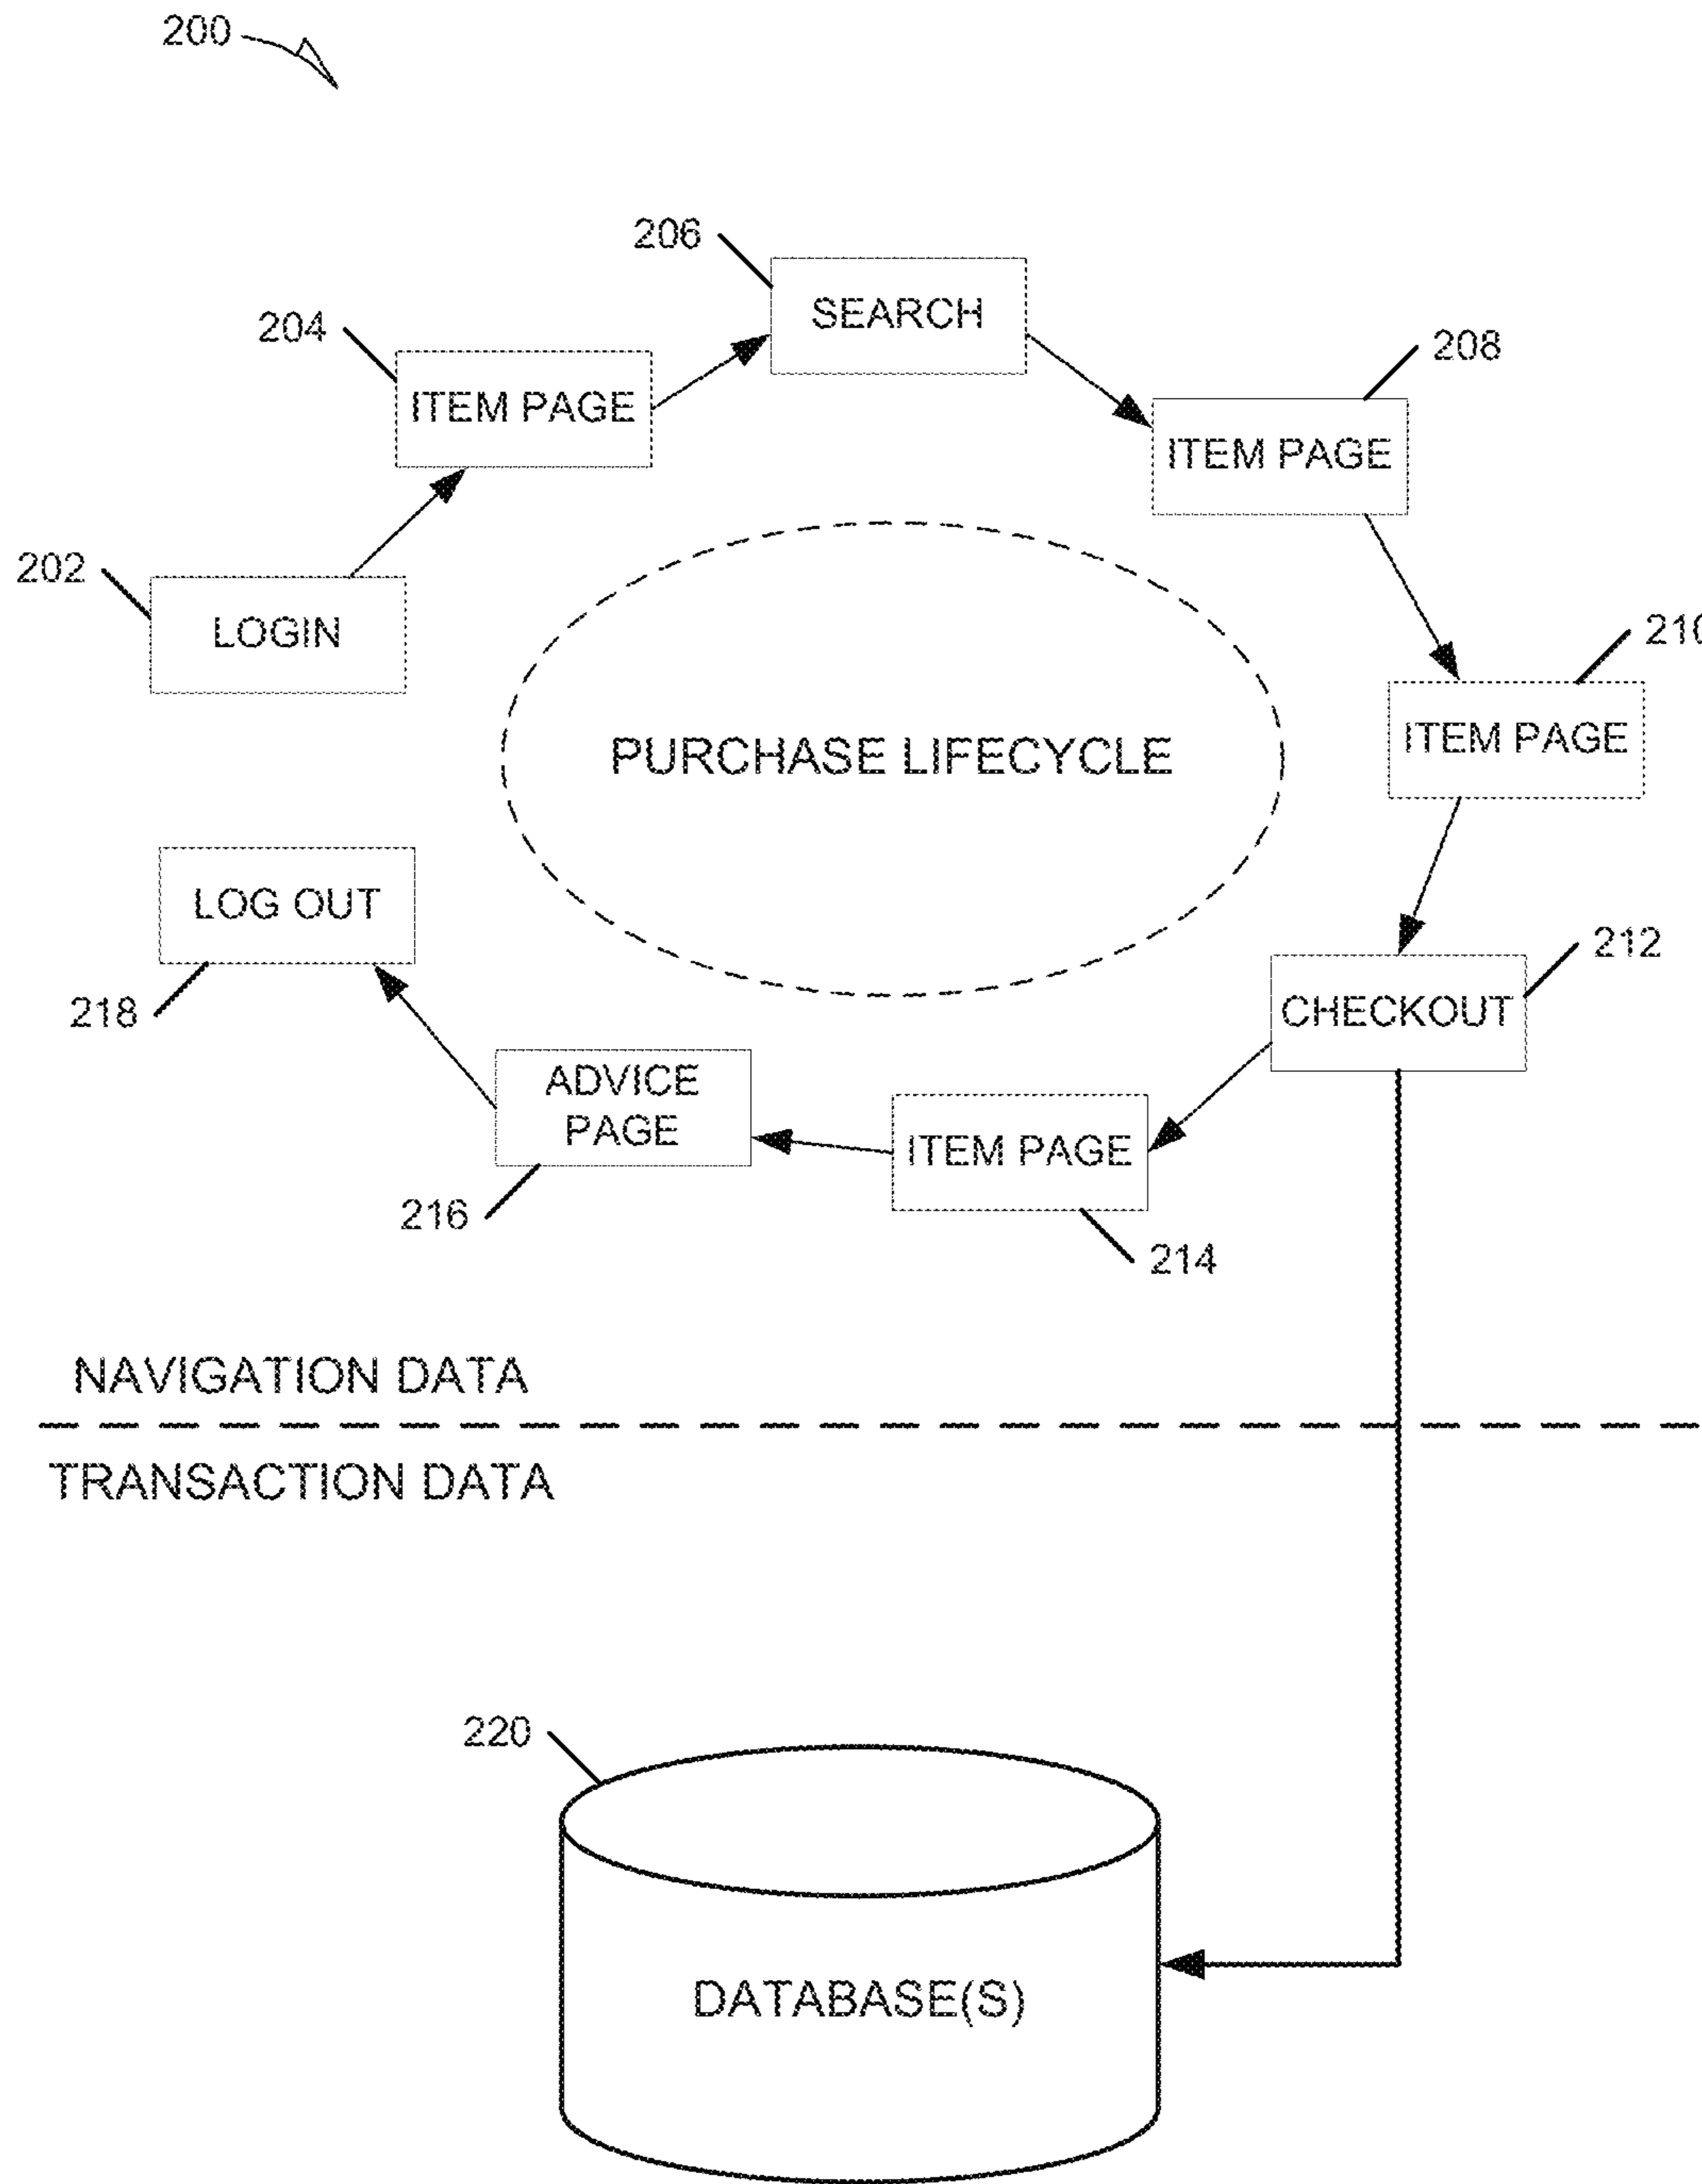 200
206
SEARCH
204
ITEM PAGE
208
ITEM PAGE
202
LOGIN
210
ITEM PAGE
PURCHASE LIFECYCLE
LOG OUT
218
212
CHECKOUT
ADVICE
PAGE
216
ITEM PAGE
214
NAVIGATION DATA
TRANSACTION DATA
220
DATABASE(S)